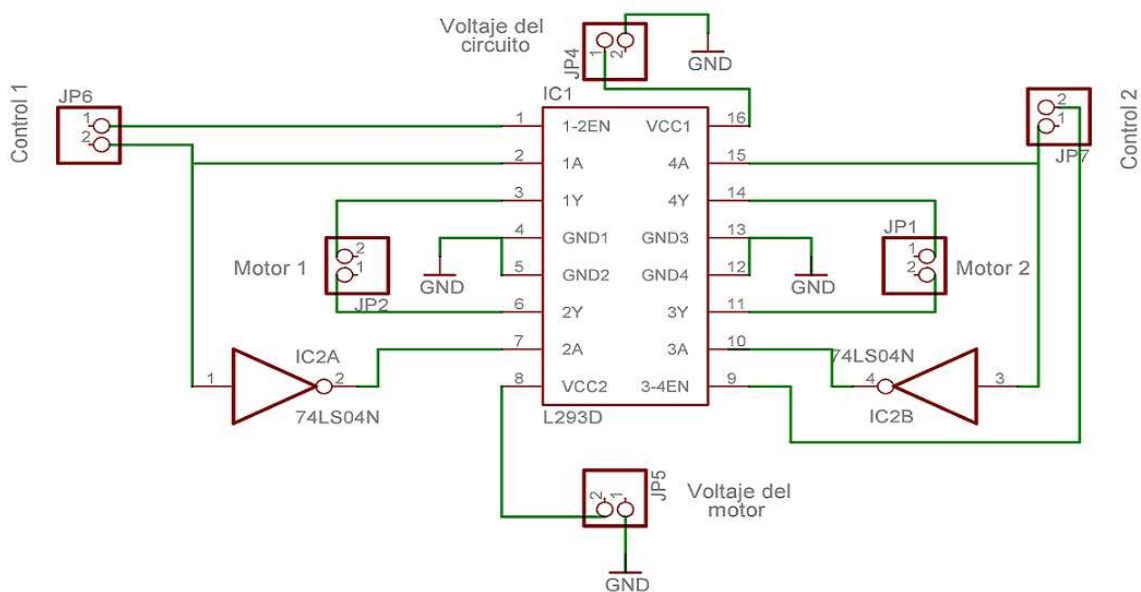 Voltaje del
circuito
JP4
1
2
GND
Control 1
JP6
1
2
IC1
1 1-2EN VCC1 16
2 1A 4A 15
3 1Y 4Y 14
4 GND1 GND3 13
5 GND2 GND4 12
6 2Y 3Y 11
7 2A 3A 10
8 VCC2 3-4EN 9
L293D
2
1
JP7
Control 2
Motor 1
2
1
JP2
GND
GND
JP1
1
2
Motor 2
1 IC2A 2
74LS04N
74LS04N
4 IC2B 3
2
1
JP5
Voltaje del
motor
GND